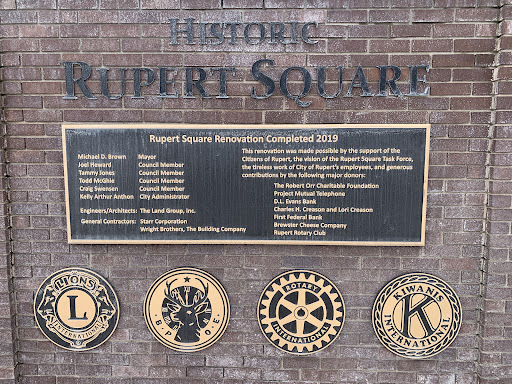 Historic
Rupert Square
Rupert Square Renovation Completed 2019
Michael D. Brown Mayor
Joel Heward Council Member
Tammy Jones Council Member
Todd McGhie Council Member
Craig Swensen Council Member
Kelly Arthur Anthon City Administrator
Engineers/Architects: The Land Group, Inc.
General Contractors: Starr Corporation
Wright Brothers, The Building Company
This renovation was made possible by the support of the
Citizens of Rupert, the vision of the Rupert Square Task Force,
the tireless work of City of Rupert's employees, and generous
contributions by the following major donors:
The Robert Orr Charitable Foundation
Project Mutual Telephone
D.L. Evans Bank
Charles H. Creason and Lori Creason
First Federal Bank
Brewster Cheese Company
Rupert Rotary Club
LIONS
L
INTERNATIONAL
B.P.O.E.
ROTARY
INTERNATIONAL
KIWANIS
K
INTERNATIONAL